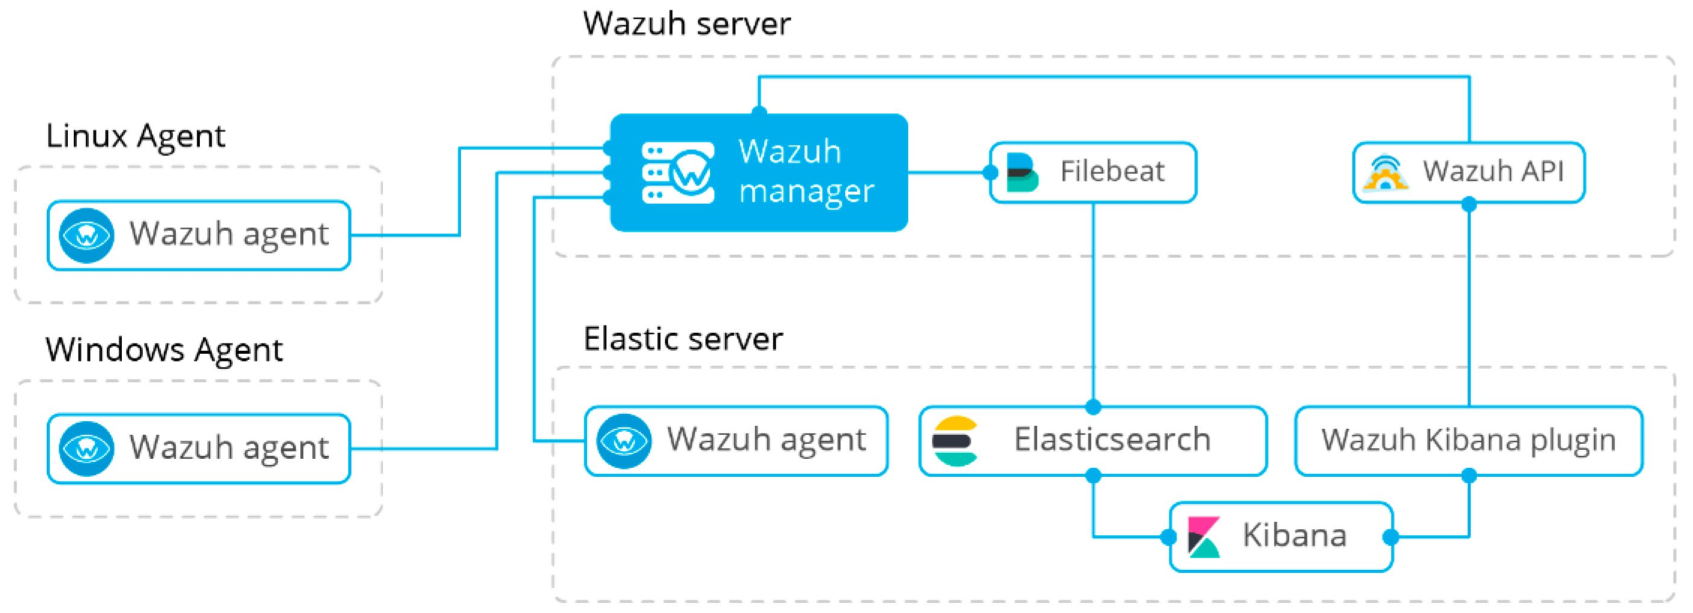 Wazuh server
Linux Agent
Wazuh agent
Wazuh
manager
Filebeat
Wazuh API
Windows Agent
Wazuh agent
Elastic server
Wazuh agent
Elasticsearch
Wazuh Kibana plugin
Kibana